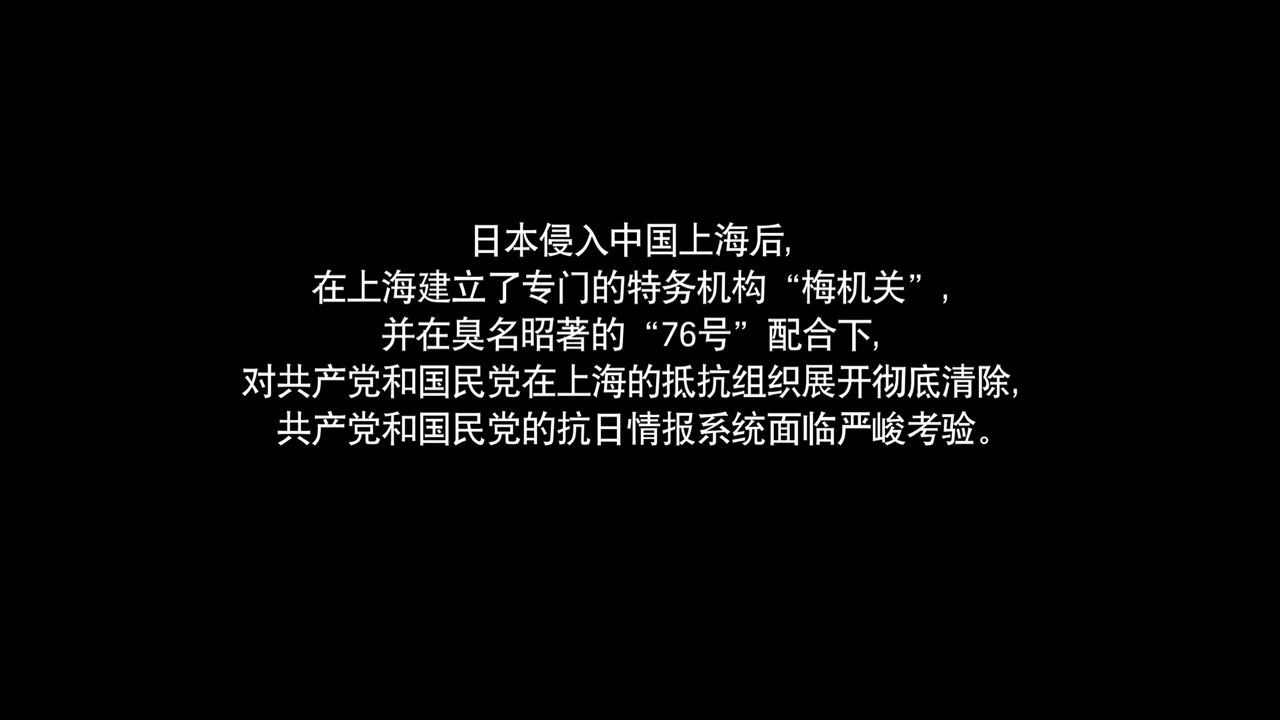 日本侵入中国上海后,
在上海建立了专门的特务机构“梅机关”,
并在臭名昭著的“76号”配合下,
对共产党和国民党在上海的抵抗组织展开彻底清除,
共产党和国民党的抗日情报系统面临严峻考验。